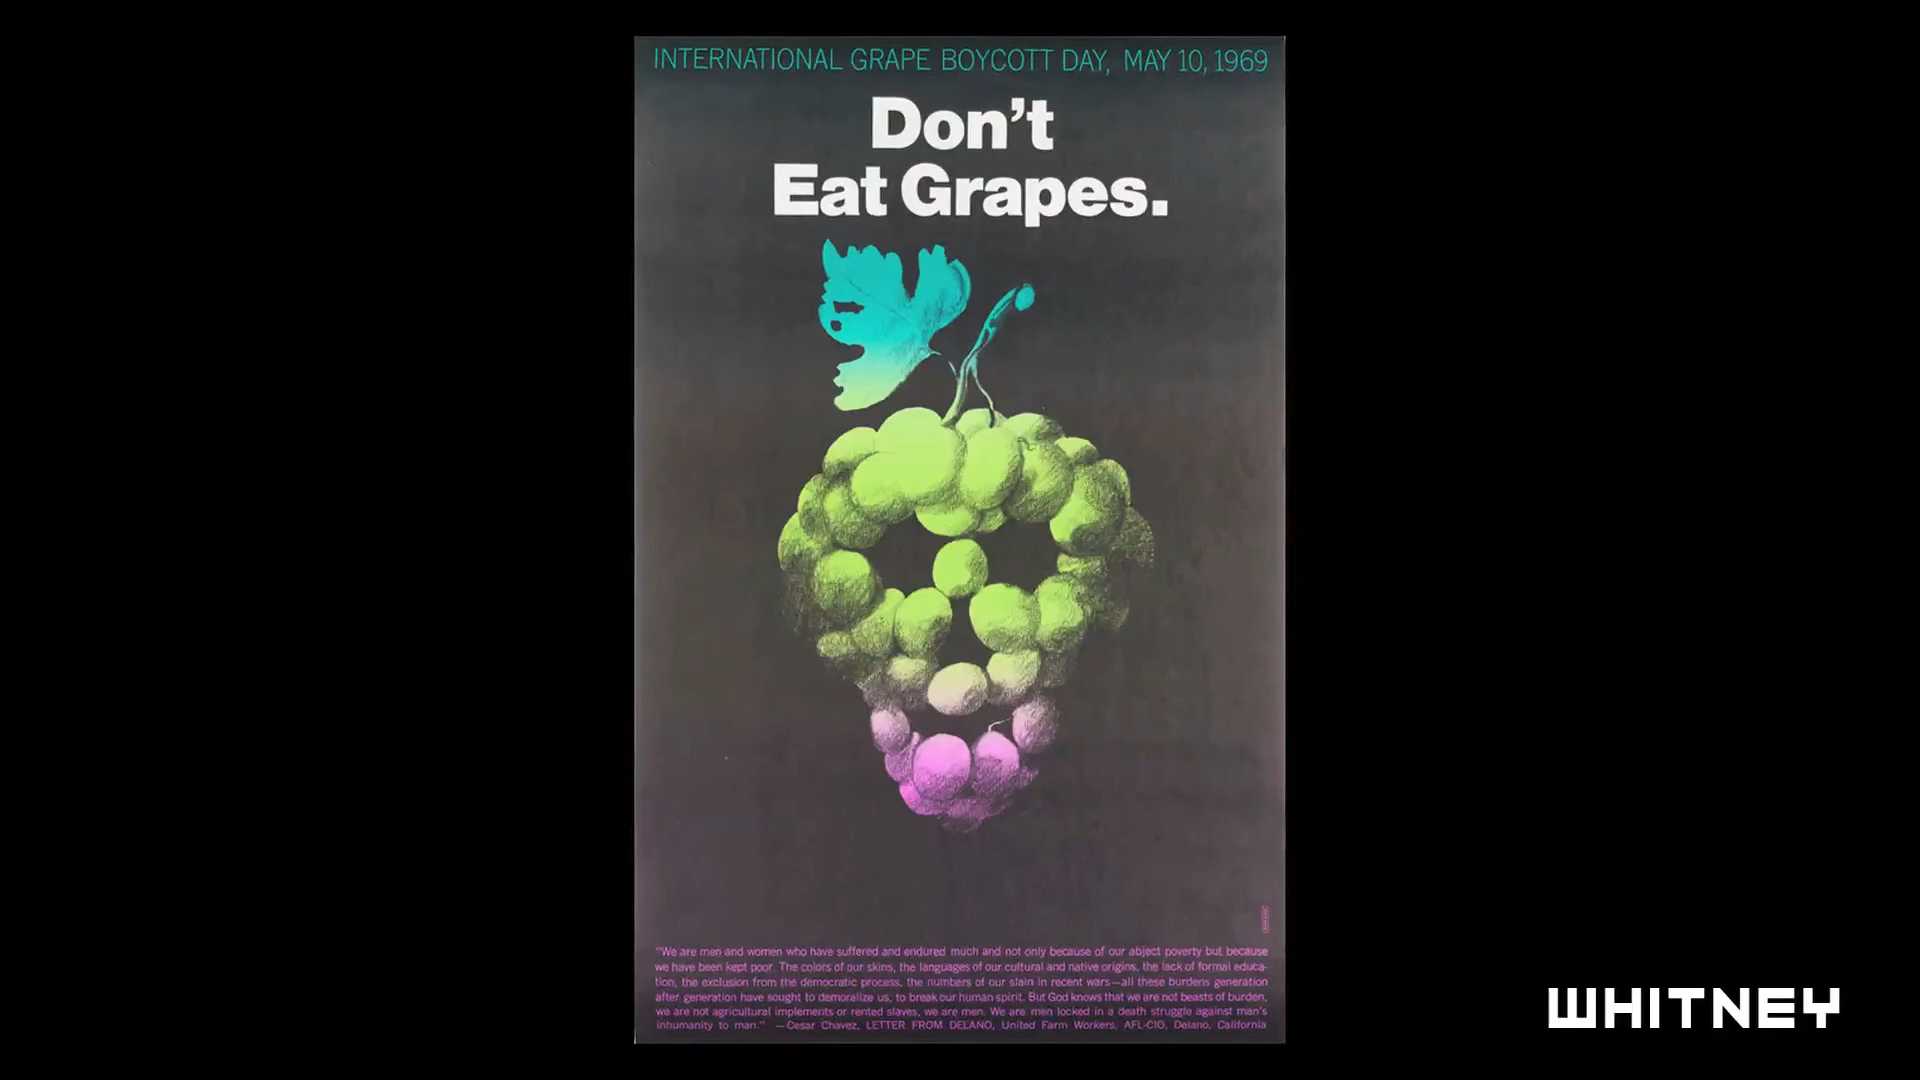 INTERNATIONAL GRAPE BOYCOTT DAY, MAY 10, 1969
Don't
Eat Grapes.
"We are men and women who have suffered and endured much and not only because of our abject poverty but because
we have been kept poor. The colors of our skins, the languages of our cultural and native origins, the lack of formal educa-
tion, the exclusion from the democratic process, the numbers of our slain in recent wars—all these burdens generation
after generation have sought to demoralize us, to break our human spirit. But God knows that we are not beasts of burden,
we are not agricultural implements or rented slaves, we are men. We are men locked in a death struggle against man's
inhumanity to man." —Cesar Chavez, LETTER FROM DELANO, United Farm Workers, AFL-CIO, Delano, California
WHITNEY